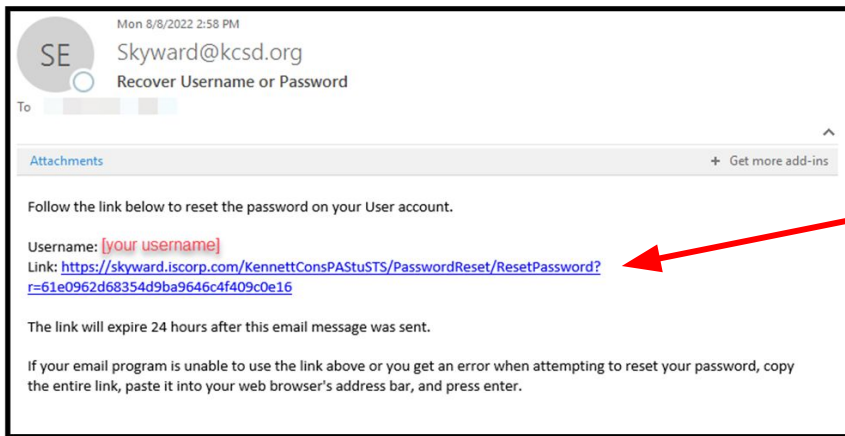 Mon 8/8/2022 2:58 PM
SE
Skyward@kcsd.org
Recover Username or Password
To
Attachments
+ Get more add-ins
Follow the link below to reset the password on your User account.
Username: [your username]
Link: https://skyward.iscorp.com/KennettConsPAStuSTS/PasswordReset/ResetPassword?
r=61e0962d68354d9ba9646c4f409c0e16
The link will expire 24 hours after this email message was sent.
If your email program is unable to use the link above or you get an error when attempting to reset your password, copy
the entire link, paste it into your web browser's address bar, and press enter.